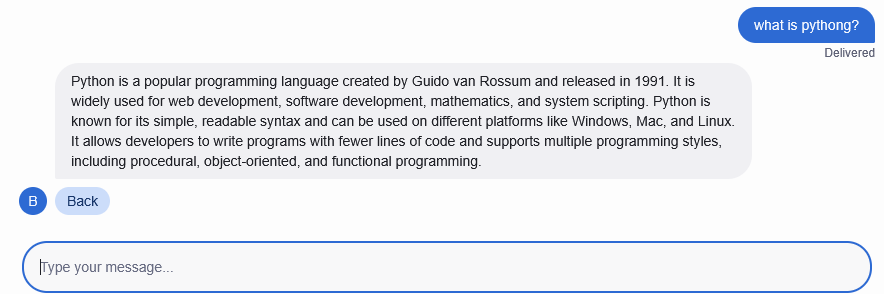 what is pythong?
Delivered
Python is a popular programming language created by Guido van Rossum and released in 1991. It is
widely used for web development, software development, mathematics, and system scripting. Python is
known for its simple, readable syntax and can be used on different platforms like Windows, Mac, and Linux.
It allows developers to write programs with fewer lines of code and supports multiple programming styles,
including procedural, object-oriented, and functional programming.
B Back
Type your message...